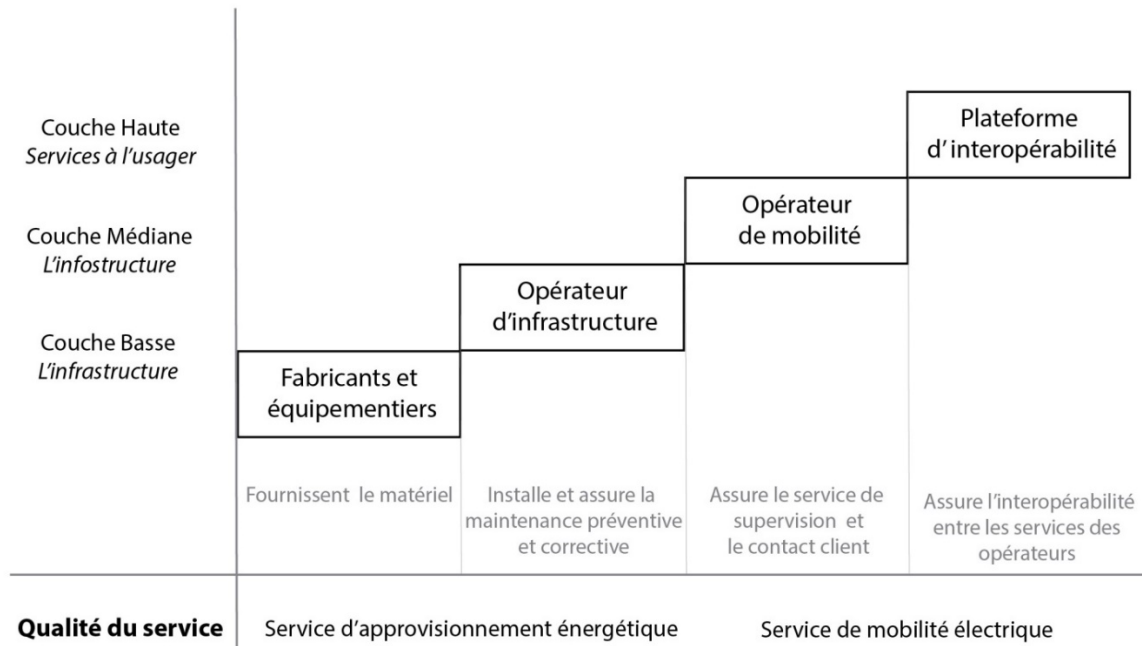 Couche Haute
Services à l'usager
Couche Médiane
L'infostructure
Couche Basse
L'infrastructure
Plateforme
d' interopérabilité
Opérateur
de mobilité
Opérateur
d'infrastructure
Fabricants et
équipementiers
Fournissent le matériel
Installe et assure la
maintenance préventive
et corrective
Assure le service de
supervision et
le contact client
Assure l'interopérabilité
entre les services des
opérateurs
Qualité du service
Service d'approvisionnement énergétique
Service de mobilité électrique